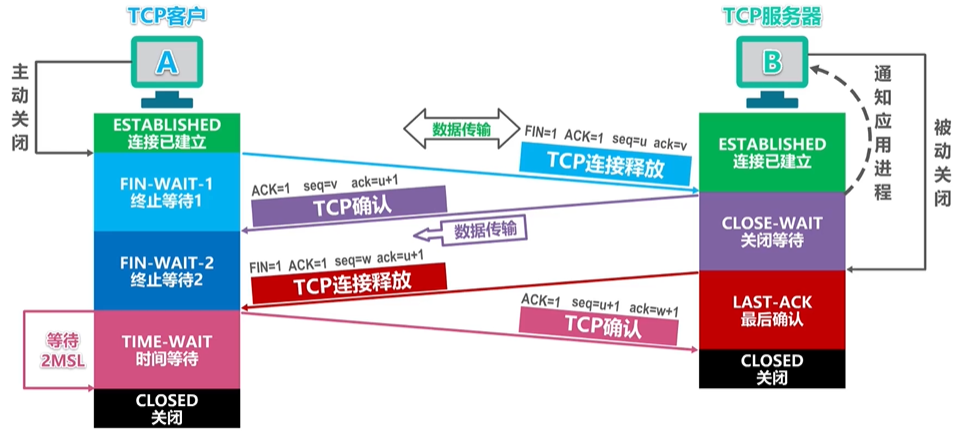 TCP客户
TCP服务器
A
B
主动关闭
通知应用进程
被动关闭
ESTABLISHED
连接已建立
数据传输
FIN=1 ACK=1 seq=u ack=v
TCP连接释放
ESTABLISHED
连接已建立
FIN-WAIT-1
终止等待1
ACK=1 seq=v ack=u+1
TCP确认
数据传输
CLOSE-WAIT
关闭等待
FIN-WAIT-2
终止等待2
FIN=1 ACK=1 seq=w ack=u+1
TCP连接释放
ACK=1 seq=u+1 ack=w+1
TCP确认
LAST-ACK
最后确认
等待
2MSL
TIME-WAIT
时间等待
CLOSED
关闭
CLOSED
关闭